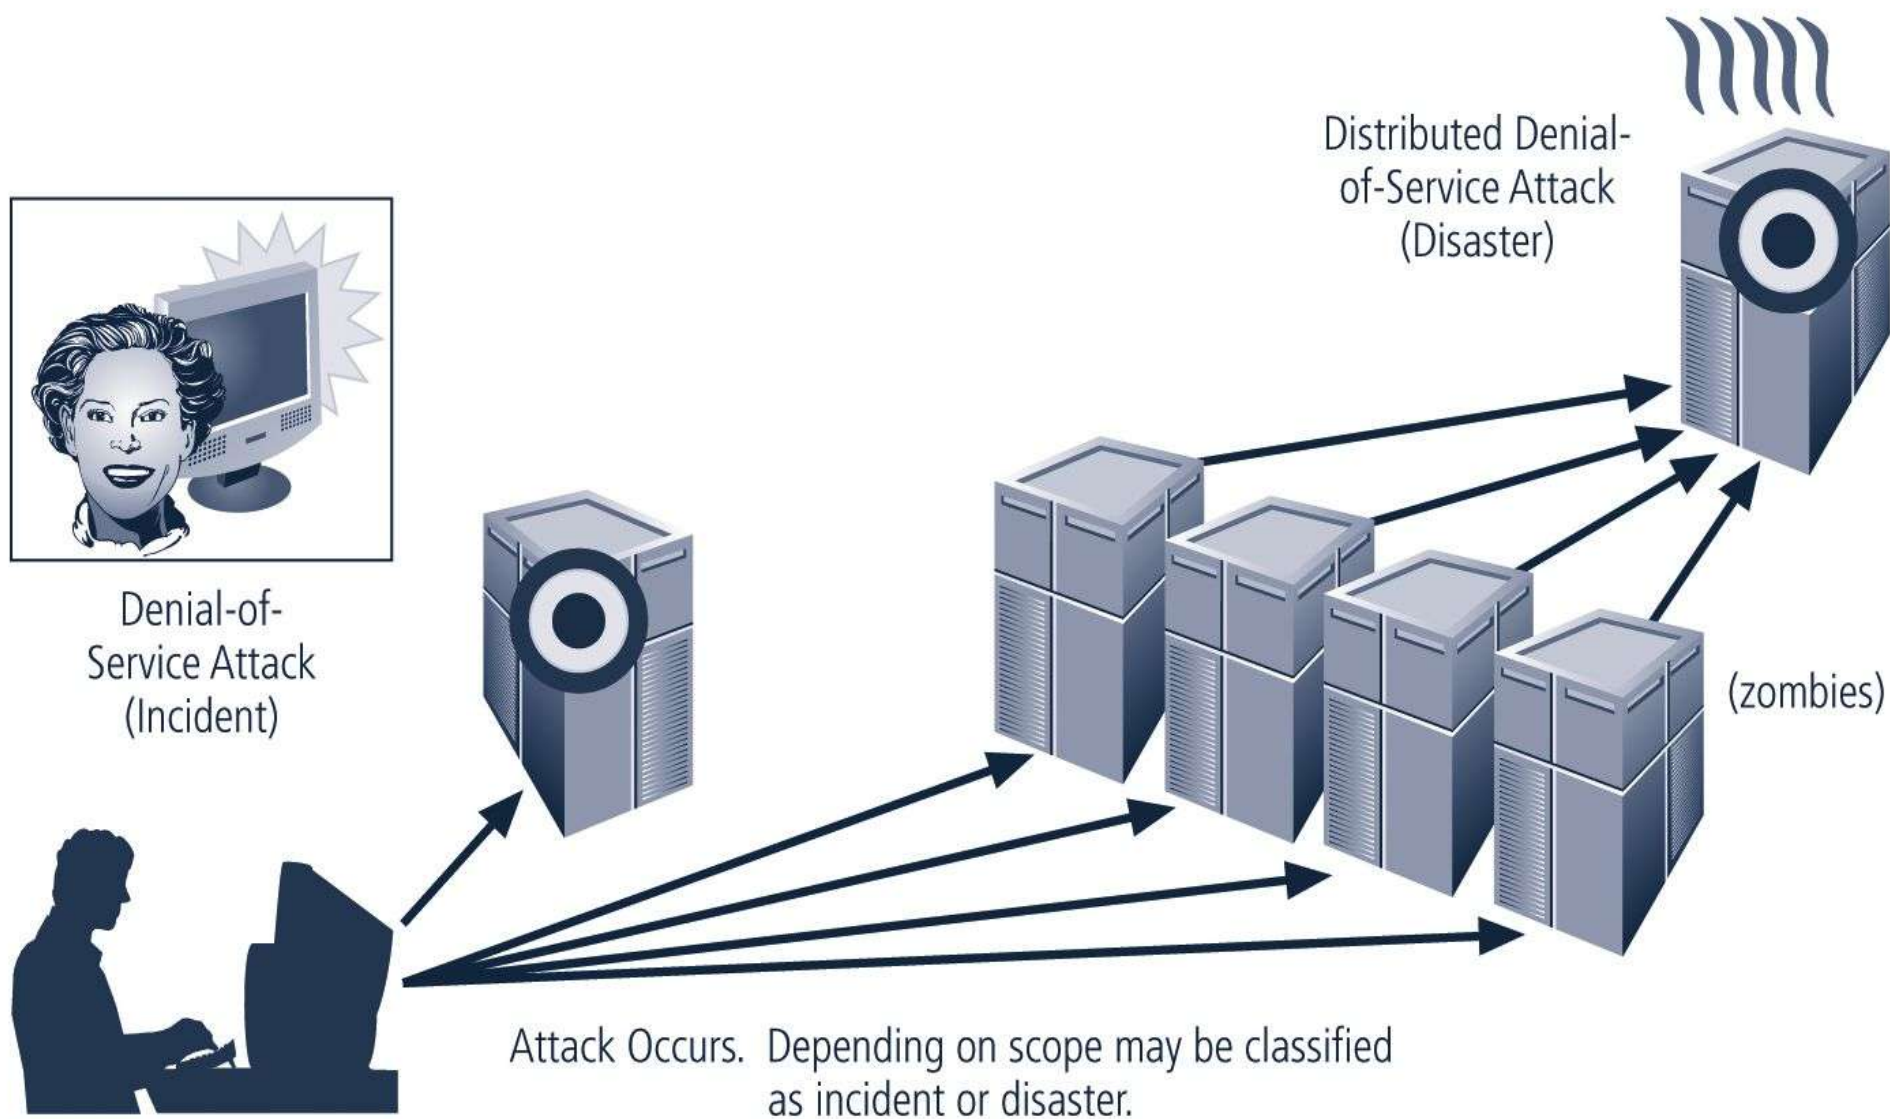 Distributed Denial-
of-Service Attack
(Disaster)
Denial-of-
Service Attack
(Incident)
(zombies)
Attack Occurs. Depending on scope may be classified
as incident or disaster.